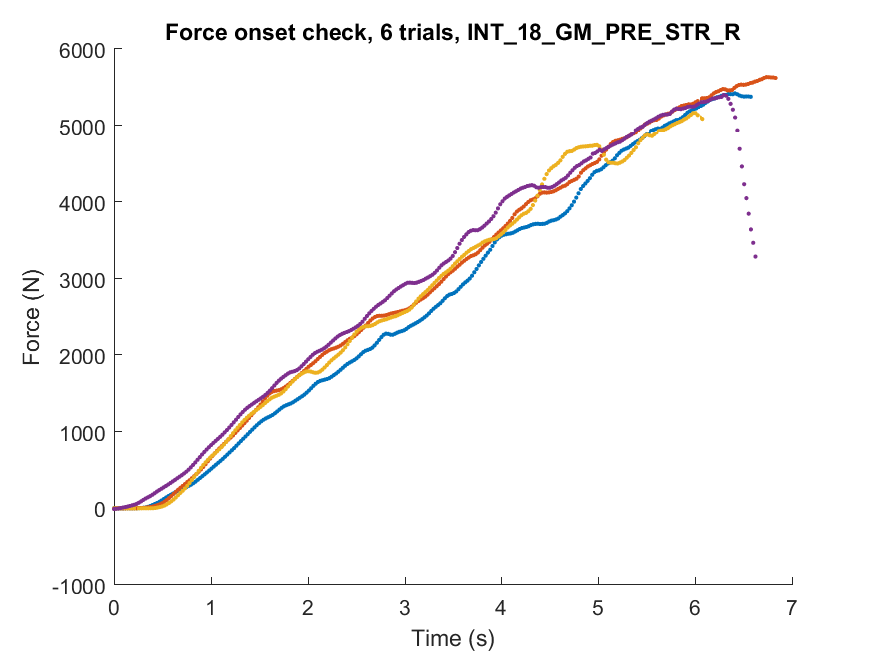 Force onset check, 6 trials, INT_18_GM_PRE_STR_R
6000
5000
4000
3000
2000
1000
0
-1000
Force (N)
0 1 2 3 4 5 6 7
Time (s)